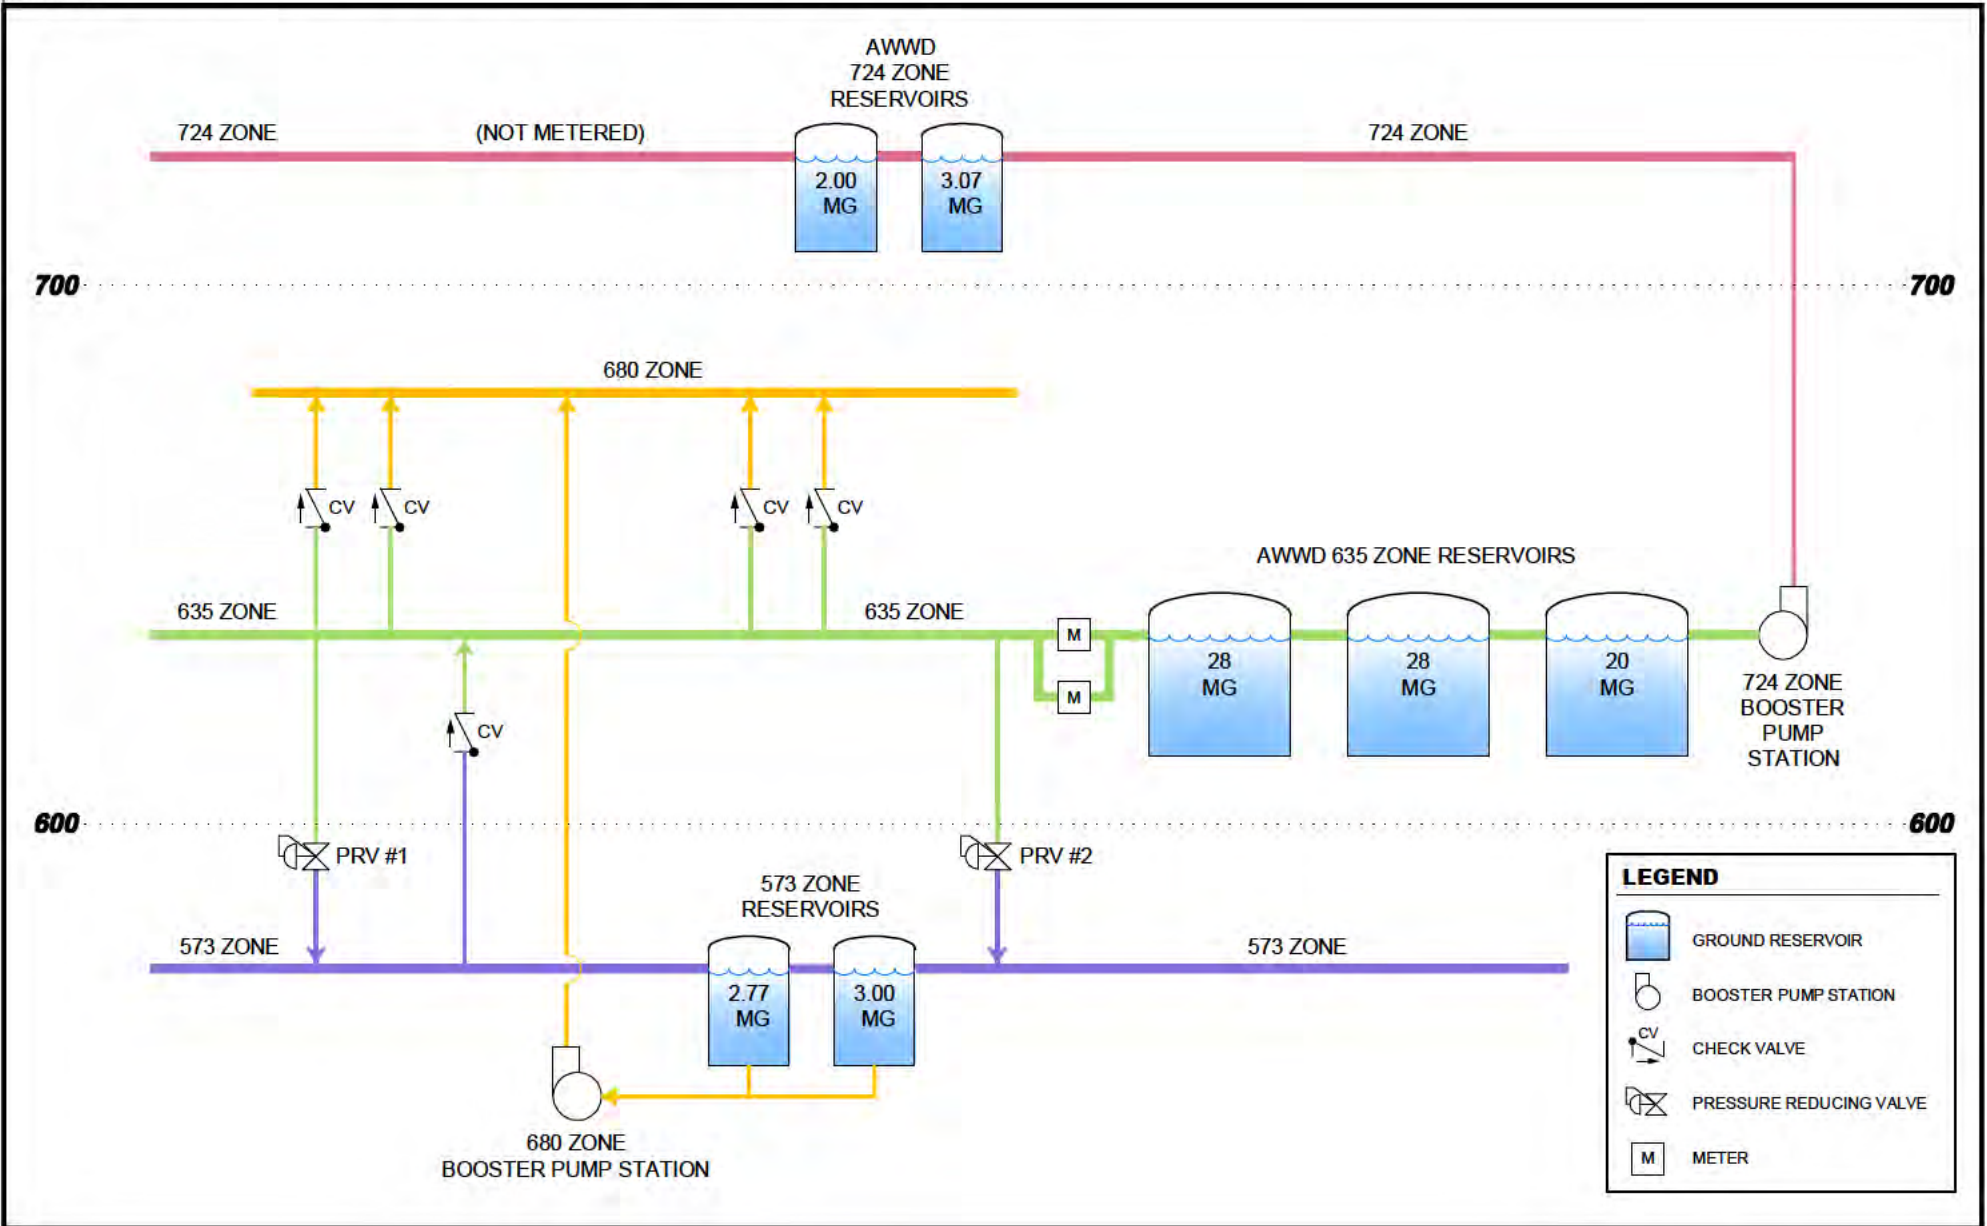 AWWD
724 ZONE
RESERVOIRS
724 ZONE
(NOT METERED)
724 ZONE
2.00
MG
3.07
MG
700
700
680 ZONE
CV
CV
CV
CV
AWWD 635 ZONE RESERVOIRS
635 ZONE
635 ZONE
M
M
28
MG
28
MG
20
MG
724 ZONE
BOOSTER
PUMP
STATION
CV
600
600
PRV #1
PRV #2
573 ZONE
RESERVOIRS
573 ZONE
573 ZONE
2.77
MG
3.00
MG
680 ZONE
BOOSTER PUMP STATION
LEGEND
GROUND RESERVOIR
BOOSTER PUMP STATION
CV
CHECK VALVE
PRESSURE REDUCING VALVE
M
METER